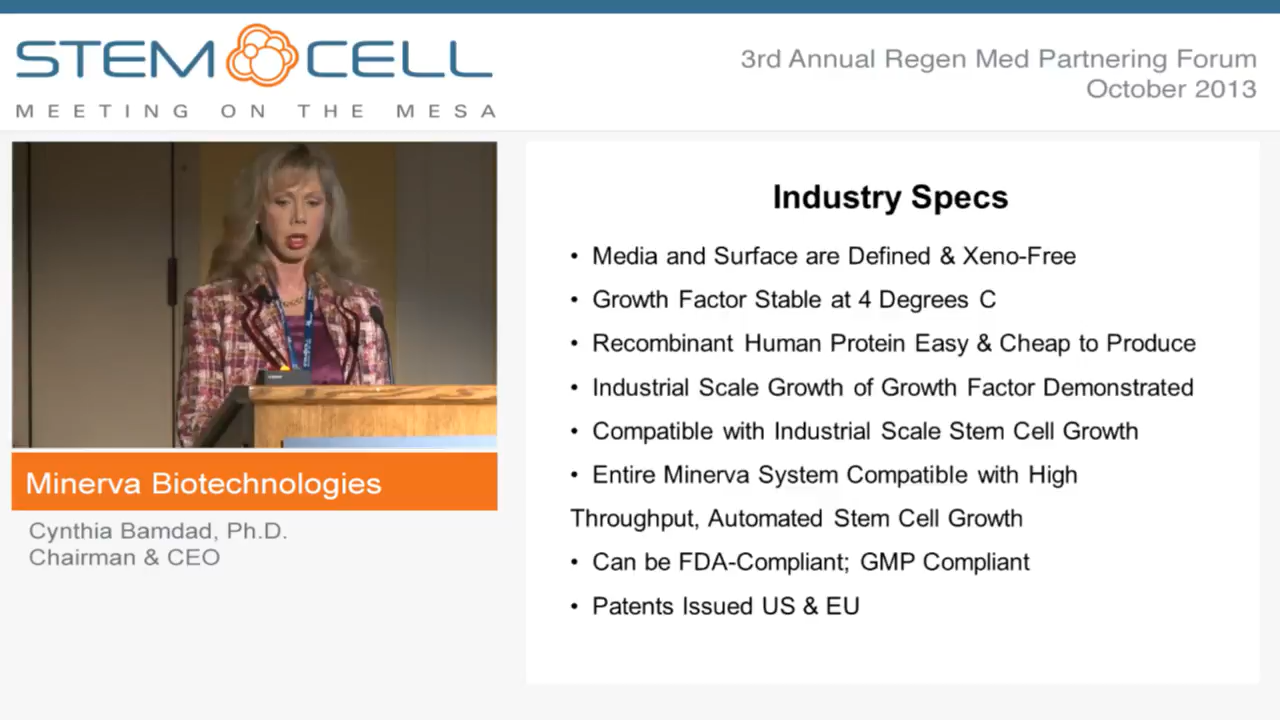 STEM CELL
MEETING ON THE MESA
3rd Annual Regen Med Partnering Forum
October 2013
Industry Specs
• Media and Surface are Defined & Xeno-Free
• Growth Factor Stable at 4 Degrees C
• Recombinant Human Protein Easy & Cheap to Produce
• Industrial Scale Growth of Growth Factor Demonstrated
• Compatible with Industrial Scale Stem Cell Growth
• Entire Minerva System Compatible with High
Throughput, Automated Stem Cell Growth
• Can be FDA-Compliant; GMP Compliant
• Patents Issued US & EU
Minerva Biotechnologies
Cynthia Bamdad, Ph.D.
Chairman & CEO